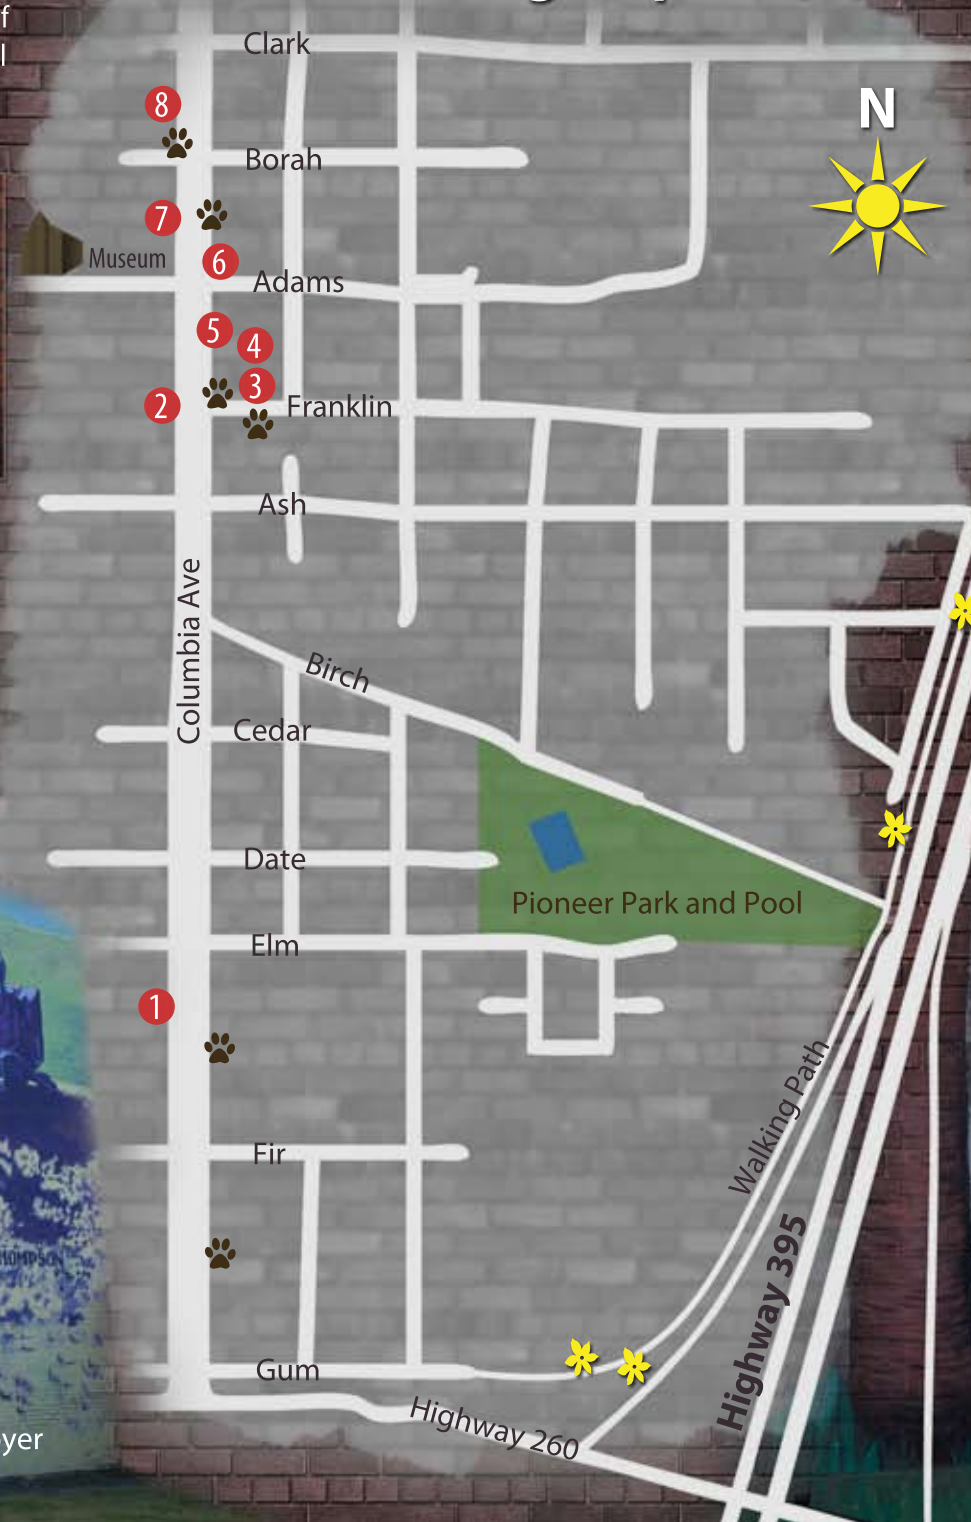 f
l
Clark
N
8
Borah
7
Museum
6
Adams
5
4
3
2
Franklin
Ash
Columbia Ave
Birch
Cedar
Date
Pioneer Park and Pool
Elm
1
Walking Path
Fir
Highway 395
Gum
Highway 260
yer